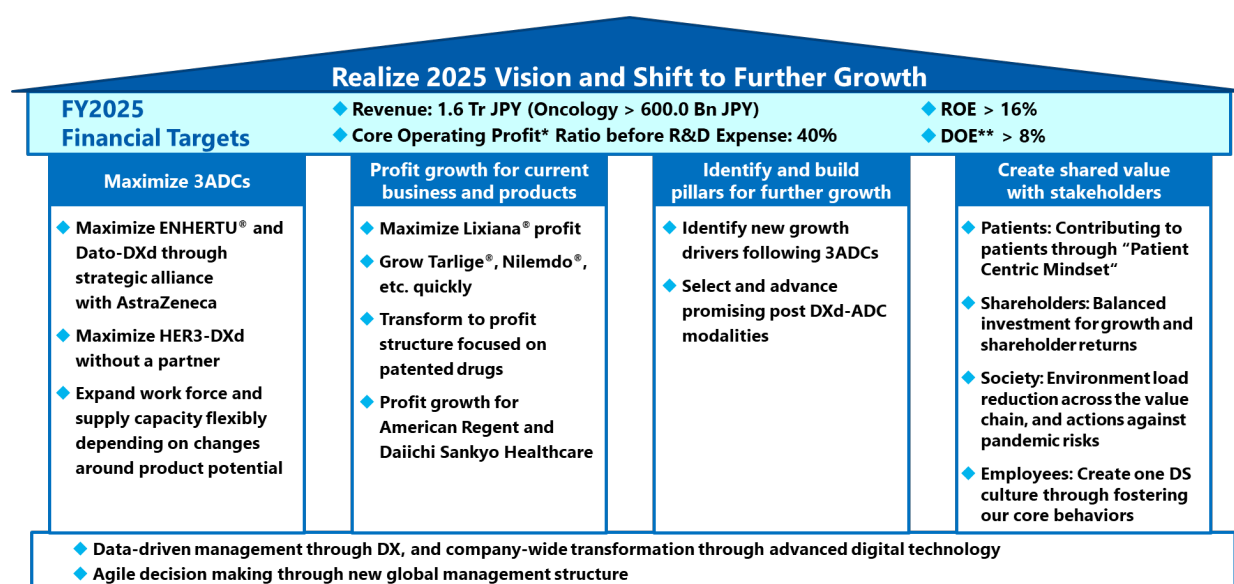 Realize 2025 Vision and Shift to Further Growth
FY2025
Financial Targets
◆ Revenue: 1.6 Tr JPY (Oncology > 600.0 Bn JPY)
◆ Core Operating Profit* Ratio before R&D Expense: 40%
◆ ROE > 16%
◆ DOE** > 8%
Maximize 3ADCs
◆ Maximize ENHERTU® and
Dato-DXd through
strategic alliance
with AstraZeneca
◆ Maximize HER3-DXd
without a partner
◆ Expand work force and
supply capacity flexibly
depending on changes
around product potential
Profit growth for current
business and products
◆ Maximize Lixiana® profit
◆ Grow Tarlige®, Nilemdo®,
etc. quickly
◆ Transform to profit
structure focused on
patented drugs
◆ Profit growth for
American Regent and
Daiichi Sankyo Healthcare
Identify and build
pillars for further growth
◆ Identify new growth
drivers following 3ADCs
◆ Select and advance
promising post DXd-ADC
modalities
Create shared value
with stakeholders
◆ Patients: Contributing to
patients through “Patient
Centric Mindset“
◆ Shareholders: Balanced
investment for growth and
shareholder returns
◆ Society: Environment load
reduction across the value
chain, and actions against
pandemic risks
◆ Employees: Create one DS
culture through fostering
our core behaviors
◆ Data-driven management through DX, and company-wide transformation through advanced digital technology
◆ Agile decision making through new global management structure